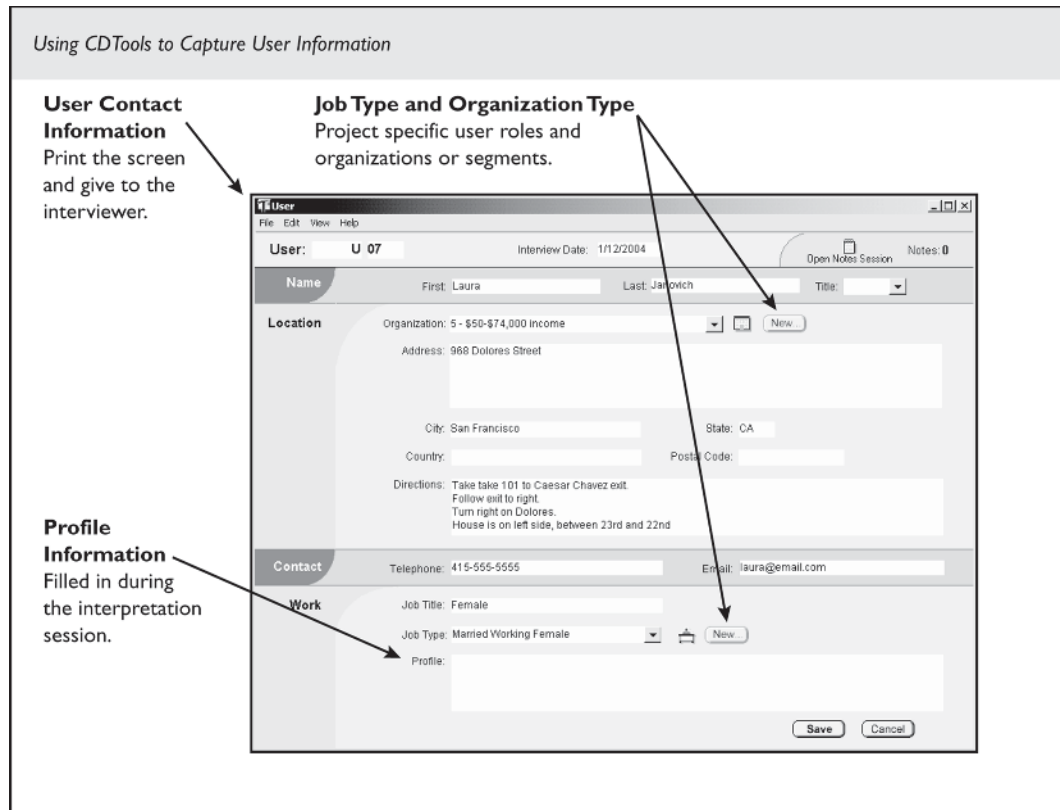 Using CDTools to Capture User Information
User Contact
Information
Print the screen
and give to the
interviewer.
Job Type and Organization Type
Project specific user roles and
organizations or segments.
User
File Edit View Help
User: U 07
Interview Date: 1/12/2004
Open Notes Session
Notes: 0
Name
First: Laura
Last: Janovich
Title:
Location
Organization: 5 - $50-$74,000 income
New...
Address: 968 Dolores Street
City: San Francisco
State: CA
Country:
Postal Code:
Directions: Take take 101 to Caesar Chavez exit.
Follow exit to right.
Turn right on Dolores.
House is on left side, between 23rd and 22nd
Profile
Information
Filled in during
the interpretation
session.
Contact
Telephone: 415-555-5555
Email: laura@email.com
Work
Job Title: Female
Job Type: Married Working Female
New...
Profile:
Save
Cancel